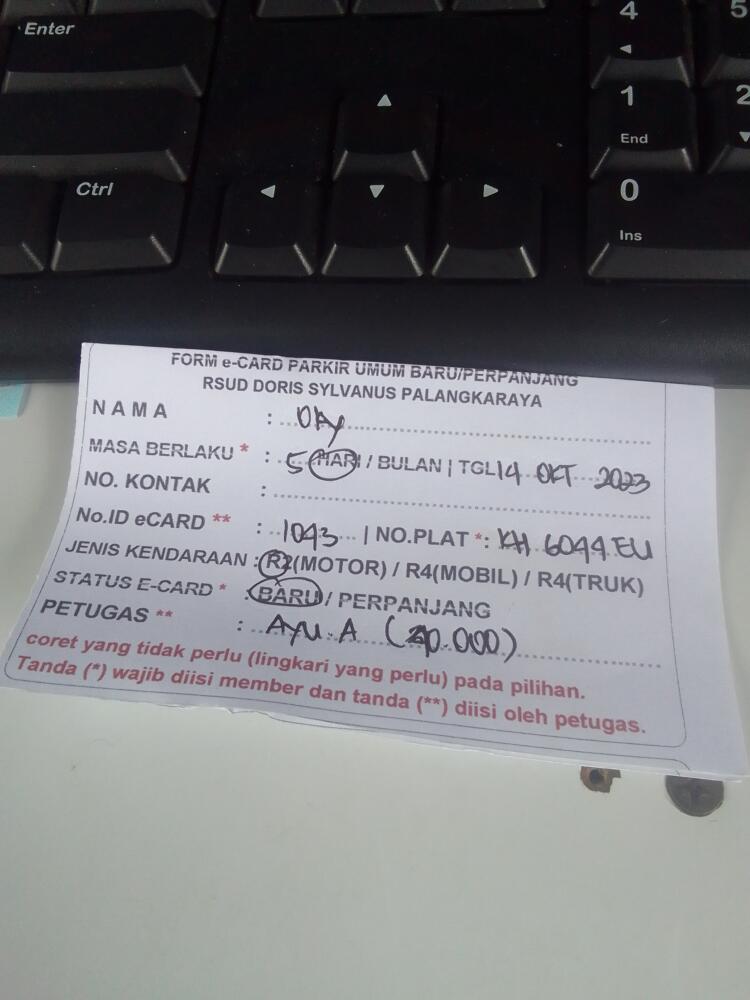 Enter
4
5
1
End
2
Ctrl
0
Ins
FORM e-CARD PARKIR UMUM BARU/PERPANJANG
RSUD DORIS SYLVANUS PALANGKARAYA
NAMA : OKY
MASA BERLAKU * : 5 HARI / BULAN | TGL 14 OKT 2023
NO. KONTAK :
No.ID eCARD ** : 1043 | NO.PLAT *: KH 6044 EU
JENIS KENDARAAN : R2(MOTOR) / R4(MOBIL) / R4(TRUK)
STATUS E-CARD * : BARU / PERPANJANG
PETUGAS ** : AYU.A
coret yang tidak perlu (lingkari yang perlu) pada pilihan.
Tanda (*) wajib diisi member dan tanda (**) diisi oleh petugas.